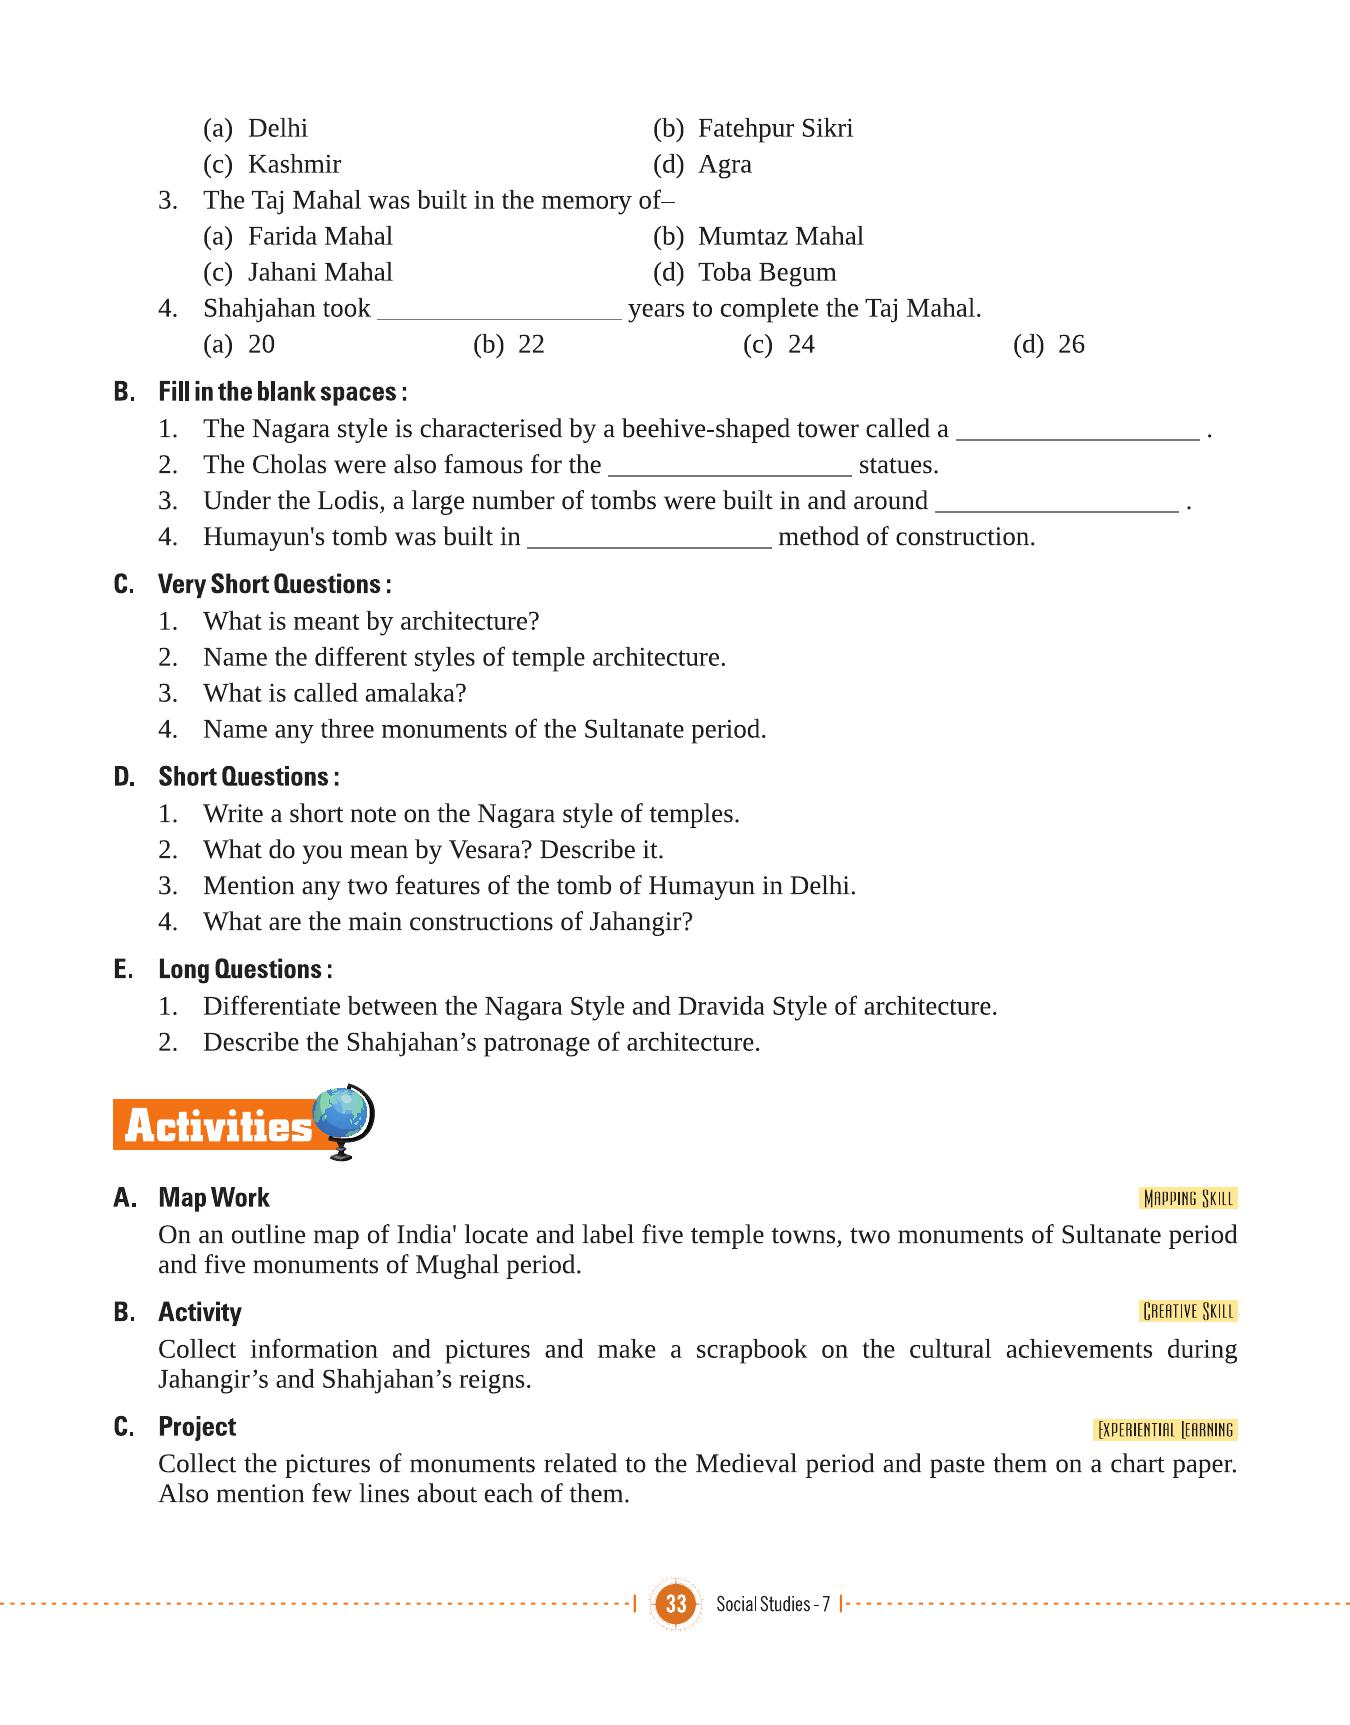 (a) Delhi (b) Fatehpur Sikri
(c) Kashmir (d) Agra
3. The Taj Mahal was built in the memory of–
(a) Farida Mahal (b) Mumtaz Mahal
(c) Jahani Mahal (d) Toba Begum
4. Shahjahan took __________________ years to complete the Taj Mahal.
(a) 20 (b) 22 (c) 24 (d) 26
B. Fill in the blank spaces :
1. The Nagara style is characterised by a beehive-shaped tower called a __________________ .
2. The Cholas were also famous for the __________________ statues.
3. Under the Lodis, a large number of tombs were built in and around __________________ .
4. Humayun's tomb was built in __________________ method of construction.
C. Very Short Questions :
1. What is meant by architecture?
2. Name the different styles of temple architecture.
3. What is called amalaka?
4. Name any three monuments of the Sultanate period.
D. Short Questions :
1. Write a short note on the Nagara style of temples.
2. What do you mean by Vesara? Describe it.
3. Mention any two features of the tomb of Humayun in Delhi.
4. What are the main constructions of Jahangir?
E. Long Questions :
1. Differentiate between the Nagara Style and Dravida Style of architecture.
2. Describe the Shahjahan’s patronage of architecture.
Activities
A. Map Work MAPPING SKILL
On an outline map of India' locate and label five temple towns, two monuments of Sultanate period
and five monuments of Mughal period.
B. Activity CREATIVE SKILL
Collect information and pictures and make a scrapbook on the cultural achievements during
Jahangir’s and Shahjahan’s reigns.
C. Project EXPERIENTIAL LEARNING
Collect the pictures of monuments related to the Medieval period and paste them on a chart paper.
Also mention few lines about each of them.
33 Social Studies - 7